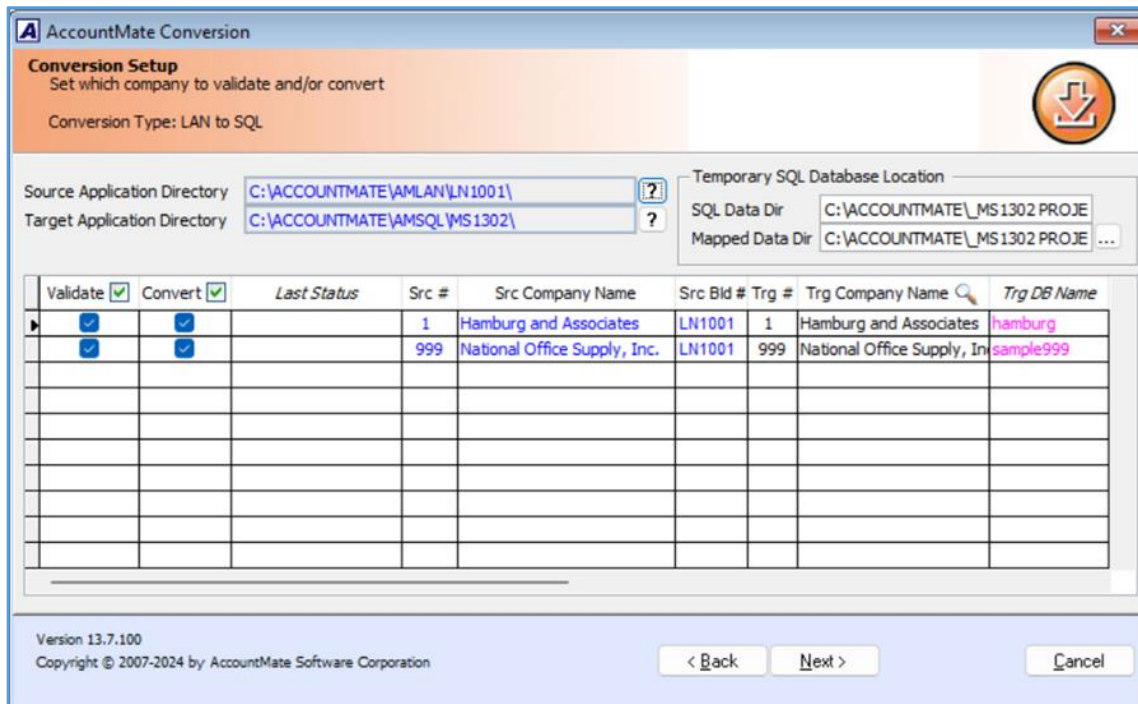 AccountMate Conversion
Conversion Setup
Set which company to validate and/or convert
Conversion Type: LAN to SQL
Source Application Directory C:\ACCOUNTMATE\AMLAN\LN1001\ ?
Target Application Directory C:\ACCOUNTMATE\AMSQL\MS1302\ ?
Temporary SQL Database Location
SQL Data Dir C:\ACCOUNTMATE\_MS1302 PROJE
Mapped Data Dir C:\ACCOUNTMATE\_MS1302 PROJE ...
Validate Convert Last Status Src # Src Company Name Src Bld # Trg # Trg Company Name Trg DB Name
1 Hamburg and Associates LN1001 1 Hamburg and Associates hamburg
999 National Office Supply, Inc. LN1001 999 National Office Supply, In sample999
Version 13.7.100
Copyright © 2007-2024 by AccountMate Software Corporation
< Back Next > Cancel